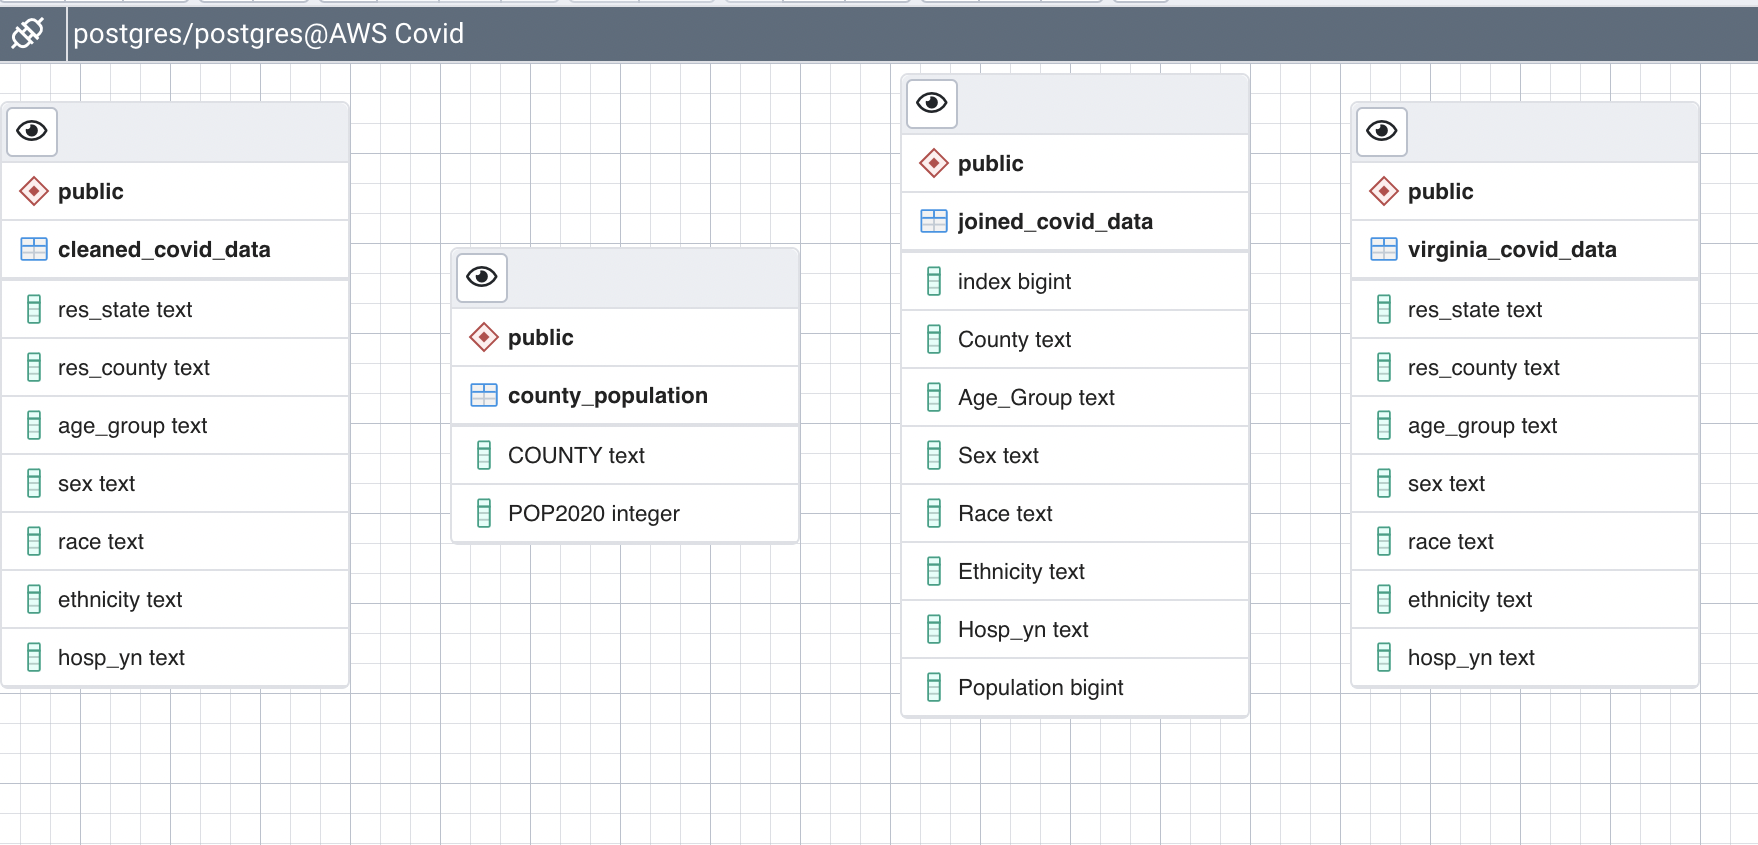 postgres/postgres@AWS Covid
public
cleaned_covid_data
res_state text
res_county text
age_group text
sex text
race text
ethnicity text
hosp_yn text
public
county_population
COUNTY text
POP2020 integer
public
joined_covid_data
index bigint
County text
Age_Group text
Sex text
Race text
Ethnicity text
Hosp_yn text
Population bigint
public
virginia_covid_data
res_state text
res_county text
age_group text
sex text
race text
ethnicity text
hosp_yn text